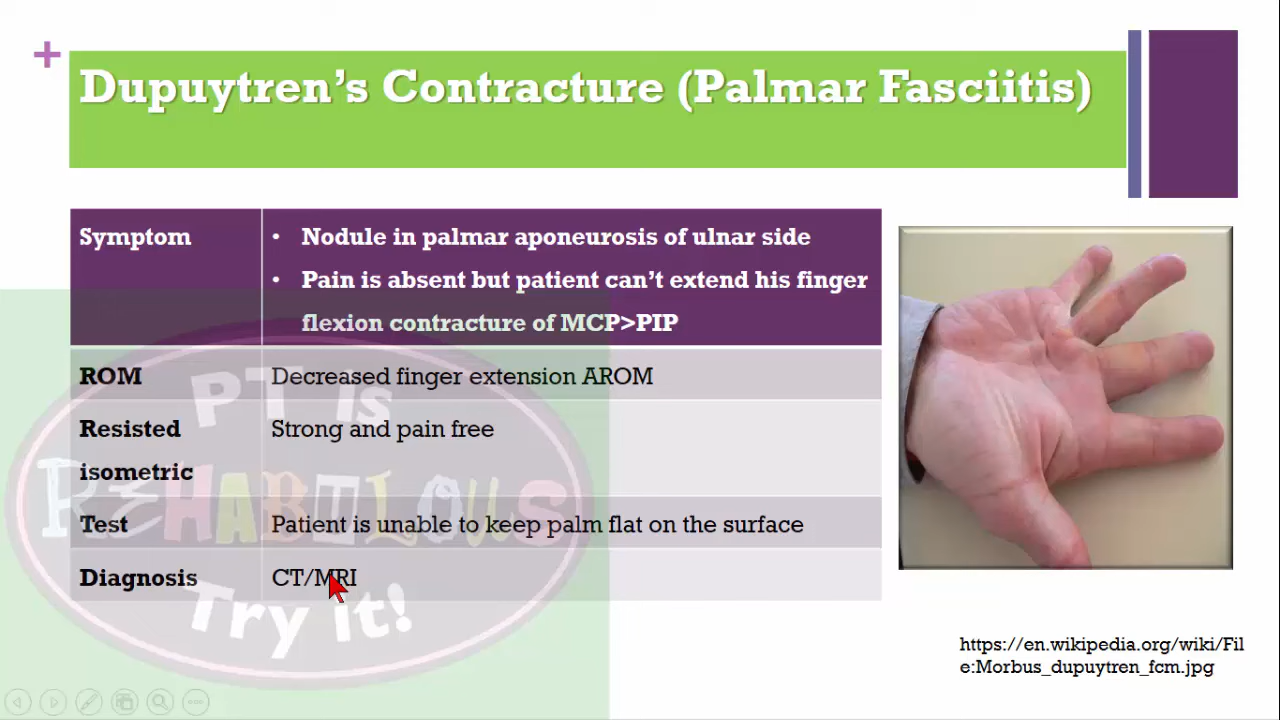 +
Dupuytren’s Contracture (Palmar Fasciitis)
Symptom
• Nodule in palmar aponeurosis of ulnar side
• Pain is absent but patient can’t extend his finger
flexion contracture of MCP>PIP
ROM
Decreased finger extension AROM
Resisted
isometric
Strong and pain free
Test
Patient is unable to keep palm flat on the surface
Diagnosis
CT/MRI
PT is
REHABILOUS
Try it!
https://en.wikipedia.org/wiki/Fil
e:Morbus_dupuytren_fcm.jpg